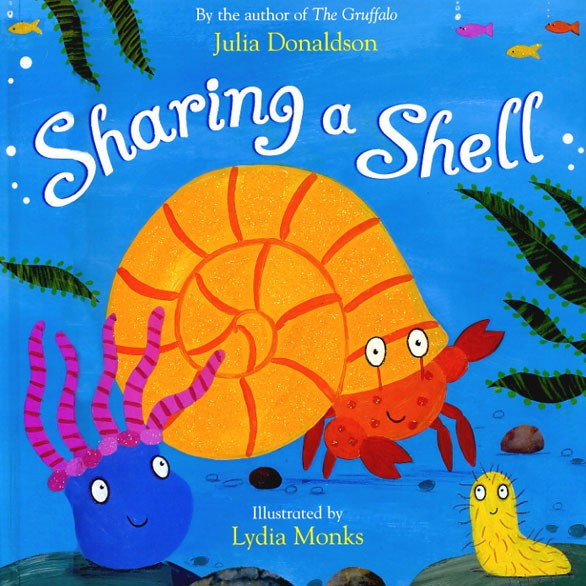 By the author of The Gruffalo
Julia Donaldson
Sharing a Shell
Illustrated by
Lydia Monks